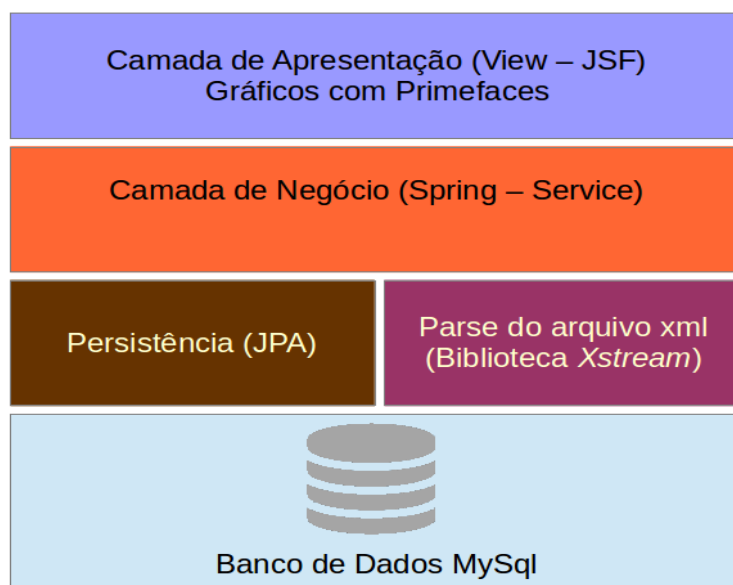 Camada de Apresentação (View – JSF)
Gráficos com Primefaces
Camada de Negócio (Spring – Service)
Persistência (JPA)
Parse do arquivo xml
(Biblioteca Xstream)
Banco de Dados MySql